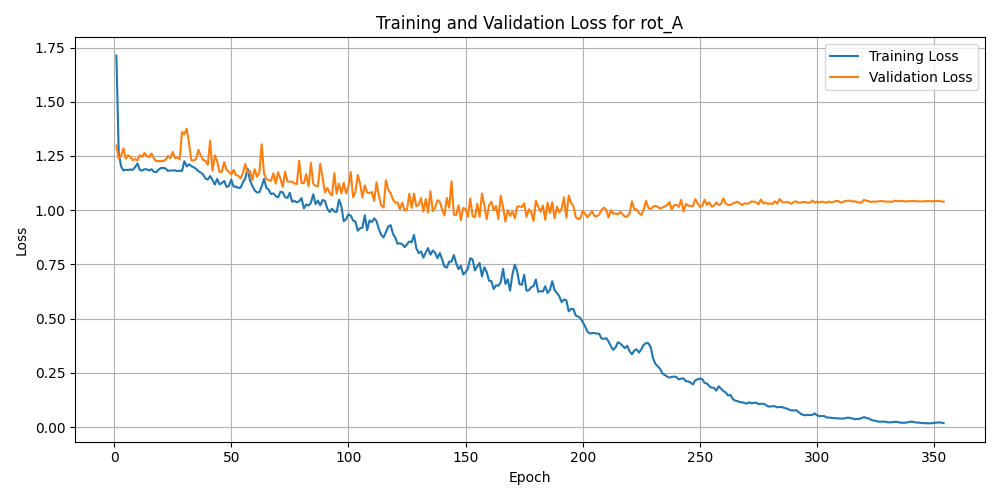 Training and Validation Loss for rot_A
Training Loss
Validation Loss
Loss
1.75
1.50
1.25
1.00
0.75
0.50
0.25
0.00
0 50 100 150 200 250 300 350
Epoch